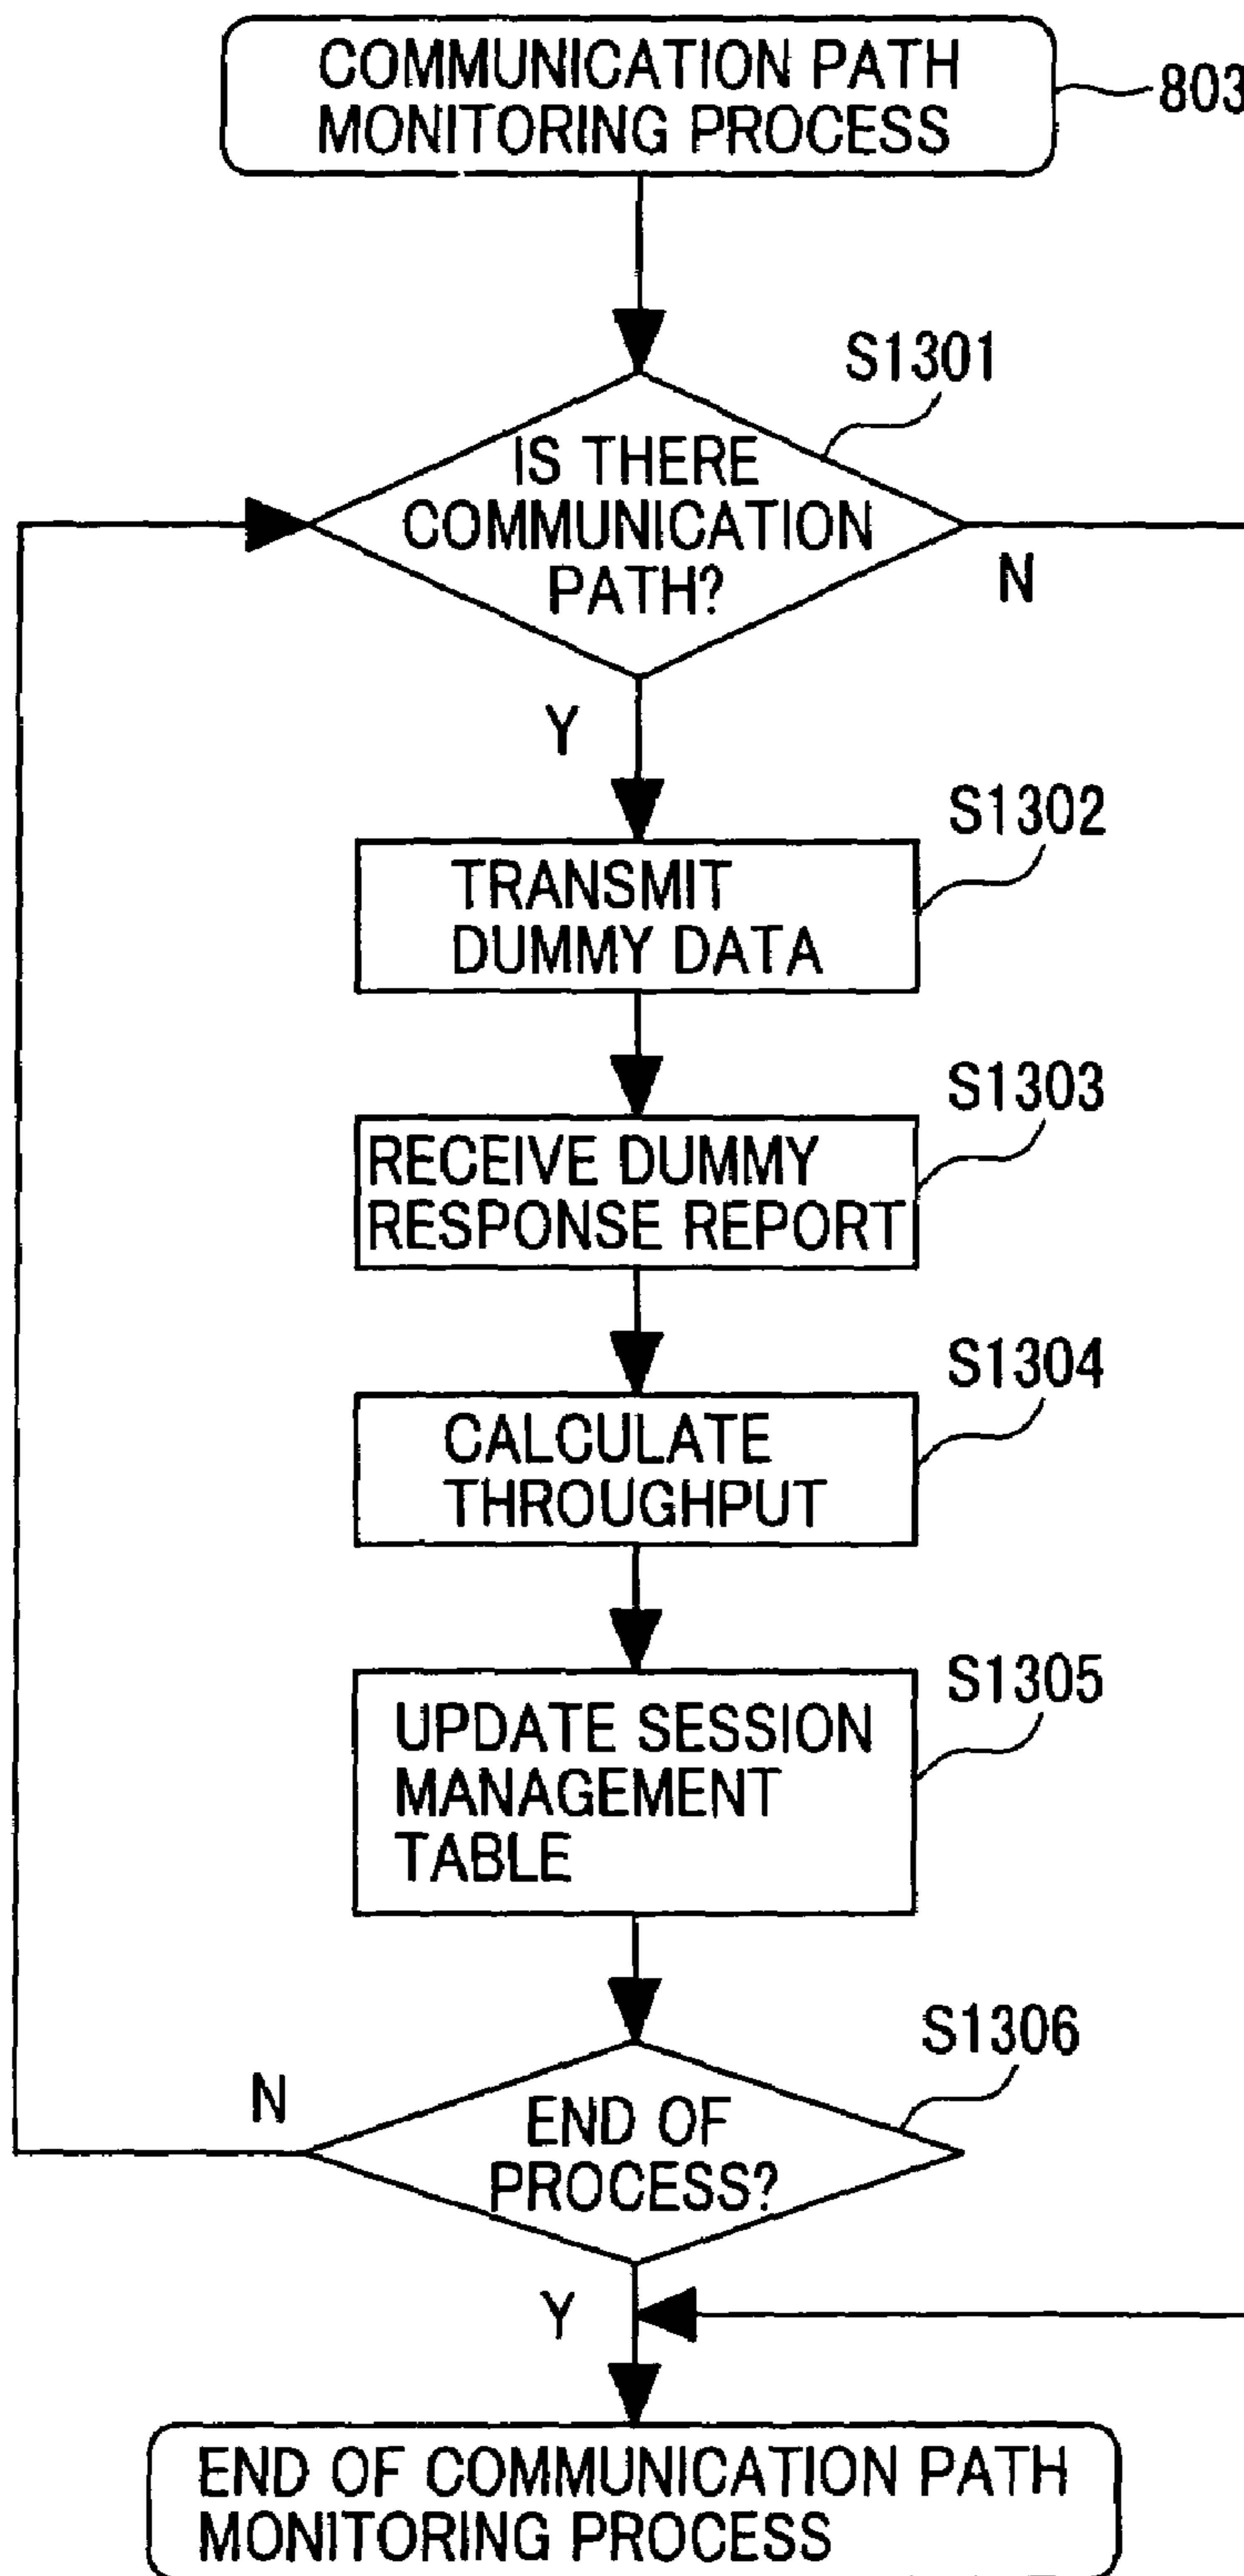 COMMUNICATION PATH
MONITORING PROCESS
803
S1301
IS THERE
COMMUNICATION
PATH?
N
Y
S1302
TRANSMIT
DUMMY DATA
S1303
RECEIVE DUMMY
RESPONSE REPORT
S1304
CALCULATE
THROUGHPUT
S1305
UPDATE SESSION
MANAGEMENT
TABLE
S1306
N
END OF
PROCESS?
Y
END OF COMMUNICATION PATH
MONITORING PROCESS